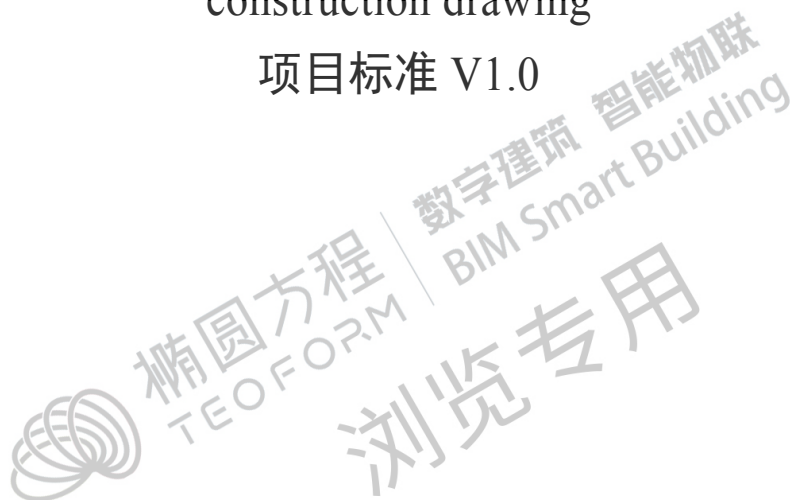 construction drawing
项目标准 V1.0
数字建筑 智能物联
BIM Smart Building
椭圆方程
TEOFORM
浏览专用